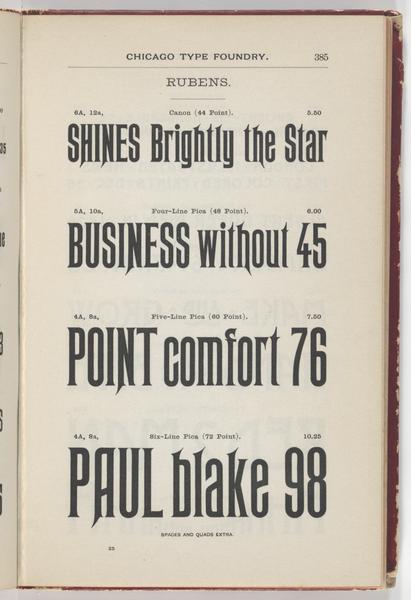 CHICAGO TYPE FOUNDRY. 385
RUBENS.
6A, 12a, Canon (44 Point). 5.50
SHINES Brightly the Star
5A, 10a, Four-Line Pica (48 Point). 6.00
BUSINESS without 45
4A, 8a, Five-Line Pica (60 Point). 7.50
POINT comfort 76
4A, 8a, Six-Line Pica (72 Point). 10.25
PAUL blake 98
SPACES AND QUADS EXTRA.
25